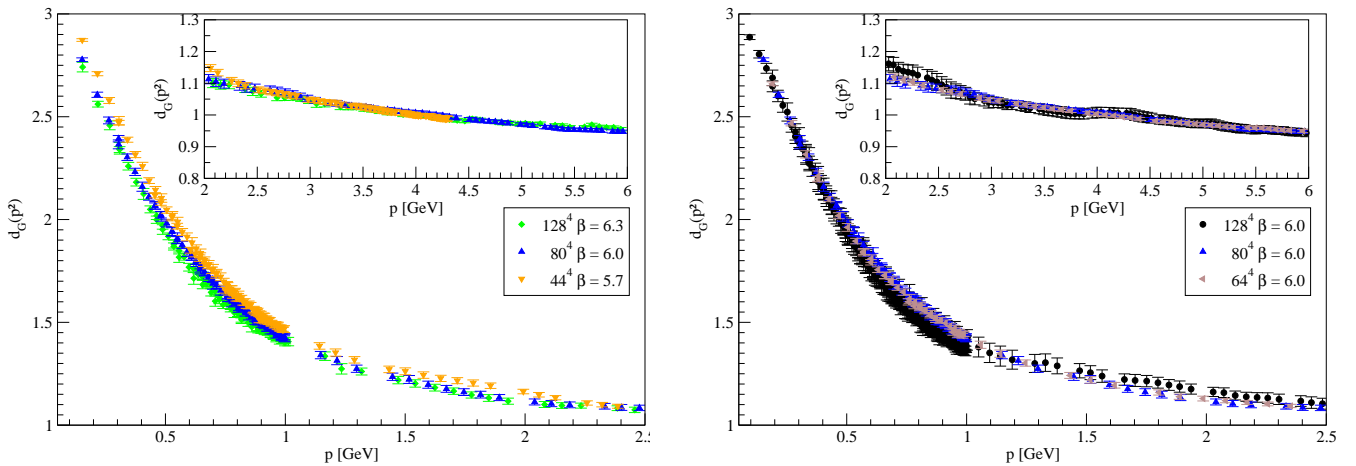 3
2.5
2
1.5
1
d_G(p²)
0.5 1 1.5 2 2.5
p [GeV]
1.3
1.2
1.1
1
0.9
0.8
d_G(p²)
2 2.5 3 3.5 4 4.5 5 5.5 6
p [GeV]
128⁴ β = 6.3
80⁴ β = 6.0
44⁴ β = 5.7
3
2.5
2
1.5
1
d_G(p²)
0.5 1 1.5 2 2.5
p [GeV]
1.3
1.2
1.1
1
0.9
0.8
d_G(p²)
2 2.5 3 3.5 4 4.5 5 5.5 6
p [GeV]
128⁴ β = 6.0
80⁴ β = 6.0
64⁴ β = 6.0